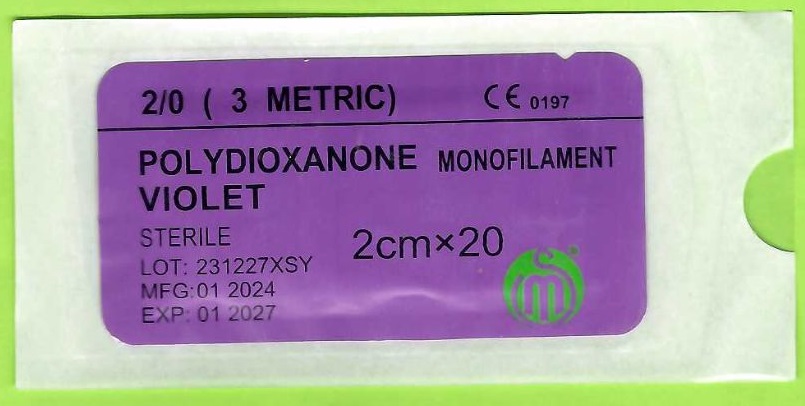 2/0 ( 3 METRIC) CE 0197
POLYDIOXANONE MONOFILAMENT
VIOLET
STERILE
2cm×20
LOT: 231227XSY
MFG:01 2024
EXP: 01 2027